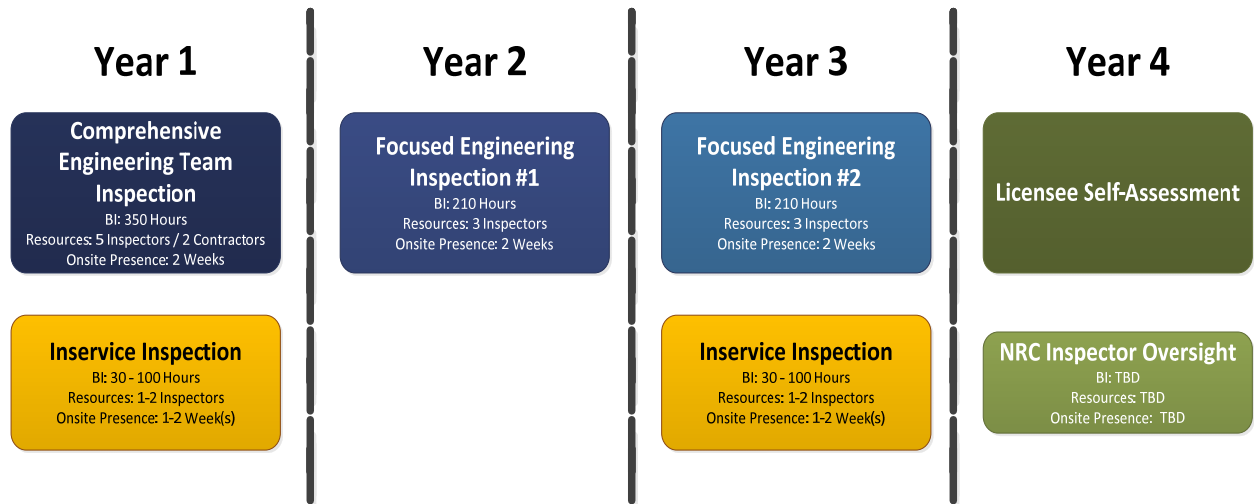 Year 1
Comprehensive
Engineering Team
Inspection
BI: 350 Hours
Resources: 5 Inspectors / 2 Contractors
Onsite Presence: 2 Weeks
Inservice Inspection
BI: 30 - 100 Hours
Resources: 1-2 Inspectors
Onsite Presence: 1-2 Week(s)
Year 2
Focused Engineering
Inspection #1
BI: 210 Hours
Resources: 3 Inspectors
Onsite Presence: 2 Weeks
Year 3
Focused Engineering
Inspection #2
BI: 210 Hours
Resources: 3 Inspectors
Onsite Presence: 2 Weeks
Inservice Inspection
BI: 30 - 100 Hours
Resources: 1-2 Inspectors
Onsite Presence: 1-2 Week(s)
Year 4
Licensee Self-Assessment
NRC Inspector Oversight
BI: TBD
Resources: TBD
Onsite Presence: TBD